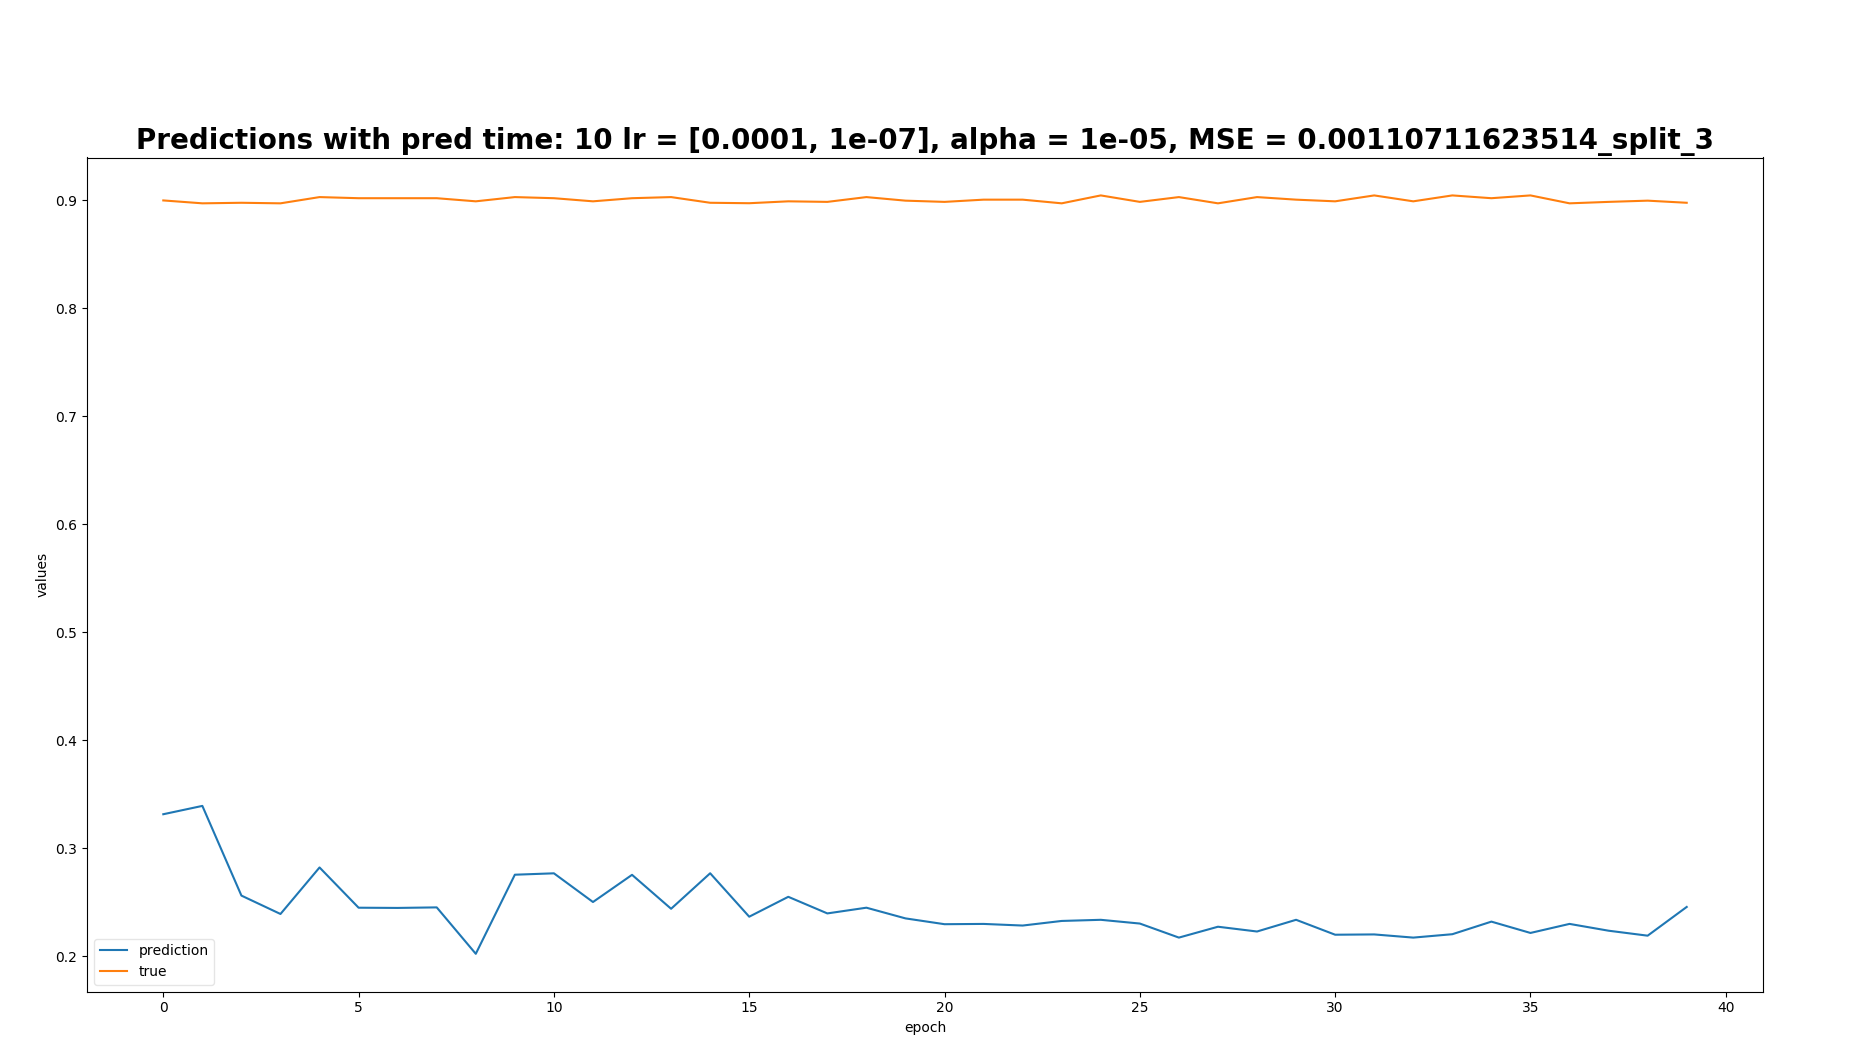 Predictions with pred time: 10 lr = [0.0001, 1e-07], alpha = 1e-05, MSE = 0.00110711623514_split_3
0.9
0.8
0.7
0.6
0.5
0.4
0.3
0.2
values
prediction
true
0 5 10 15 20 25 30 35 40
epoch